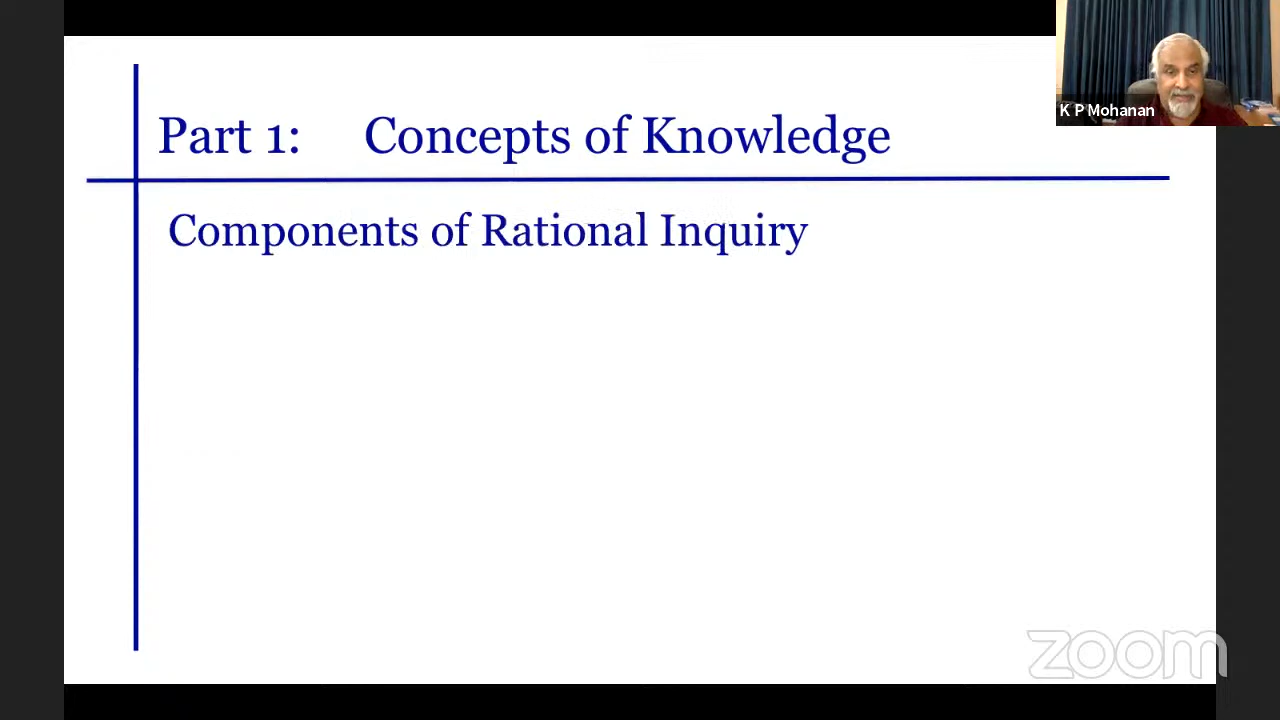 Part 1: Concepts of Knowledge
Components of Rational Inquiry
K P Mohanan
zoom